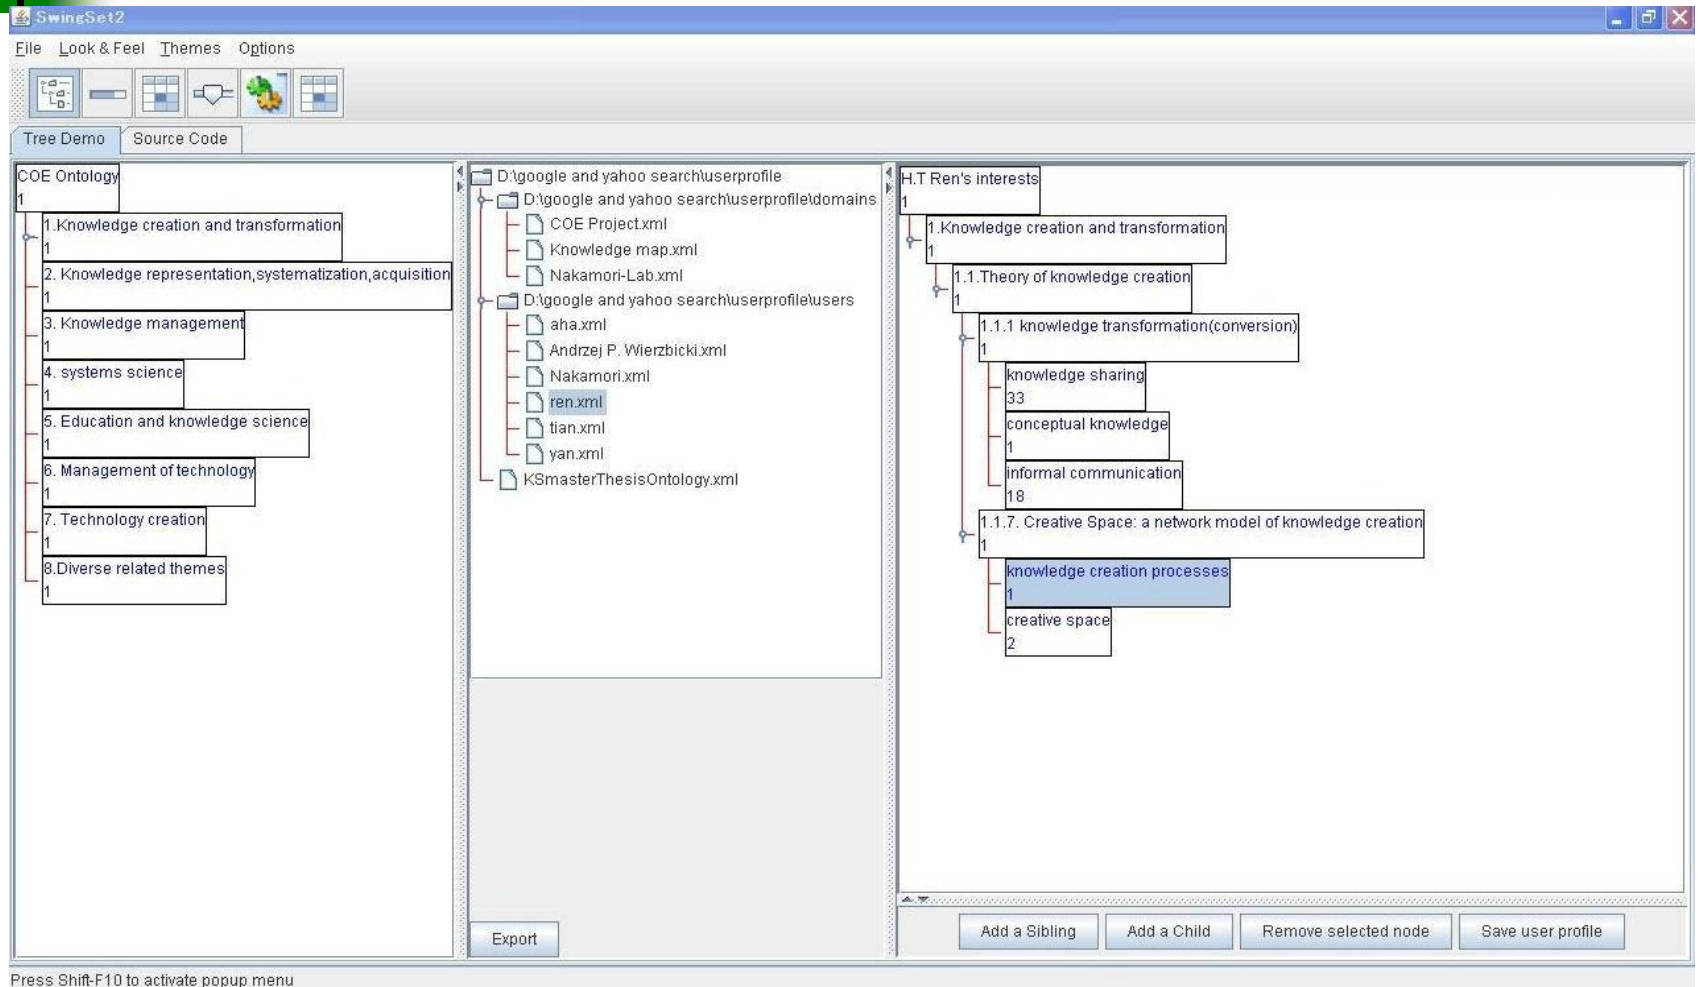 SwingSet2
File Look & Feel Themes Options
Tree Demo Source Code
COE Ontology
1
1.Knowledge creation and transformation
1
2. Knowledge representation,systematization,acquisition
1
3. Knowledge management
1
4. systems science
1
5. Education and knowledge science
1
6. Management of technology
1
7. Technology creation
1
8.Diverse related themes
1
D:\google and yahoo search\userprofile
D:\google and yahoo search\userprofile\domains
COE Project.xml
Knowledge map.xml
Nakamori-Lab.xml
D:\google and yahoo search\userprofile\users
aha.xml
Andrzej P. Wierzbicki.xml
Nakamori.xml
ren.xml
tian.xml
yan.xml
KSmasterThesisOntology.xml
Export
H.T Ren's interests
1
1.Knowledge creation and transformation
1
1.1.Theory of knowledge creation
1
1.1.1 knowledge transformation(conversion)
1
knowledge sharing
33
conceptual knowledge
1
informal communication
18
1.1.7. Creative Space: a network model of knowledge creation
1
knowledge creation processes
1
creative space
2
Add a Sibling Add a Child Remove selected node Save user profile
Press Shift-F10 to activate popup menu